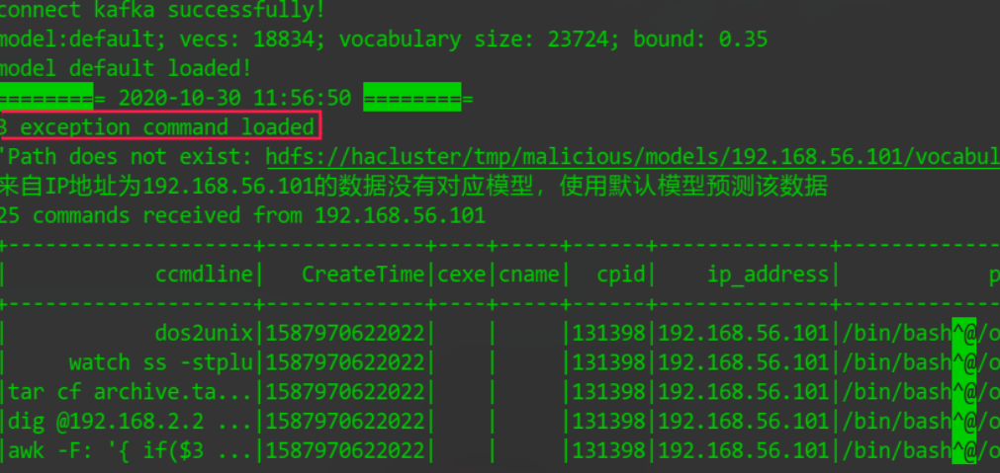 connect kafka successfully!
model:default; vecs: 18834; vocabulary size: 23724; bound: 0.35
model default loaded!
========= 2020-10-30 11:56:50 =========
3 exception command loaded
'Path does not exist: hdfs://hacluster/tmp/malicious/models/192.168.56.101/vocabul
来自IP地址为192.168.56.101的数据没有对应模型，使用默认模型预测该数据
25 commands received from 192.168.56.101
+--------------------+-------------+----+-----+------+--------------+-------------
| ccmdline| CreateTime|cexe|cname| cpid| ip_address| p
+--------------------+-------------+----+-----+------+--------------+-------------
| dos2unix|1587970622022| | |131398|192.168.56.101|/bin/bash^@/o
| watch ss -stplu|1587970622022| | |131398|192.168.56.101|/bin/bash^@/o
|tar cf archive.ta...|1587970622022| | |131398|192.168.56.101|/bin/bash^@/o
|dig @192.168.2.2 ...|1587970622022| | |131398|192.168.56.101|/bin/bash^@/o
|awk -F: '{ if($3 ...|1587970622022| | |131398|192.168.56.101|/bin/bash^@/o